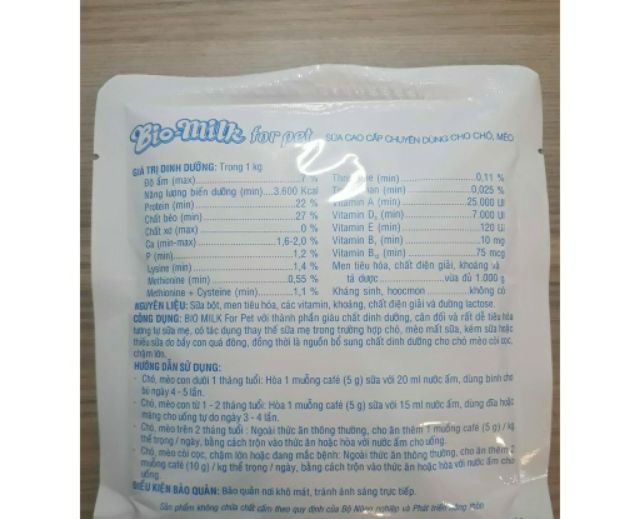 Bio-Milk for pet SỮA CAO CẤP CHUYÊN DÙNG CHO CHÓ, MÈO
GIÁ TRỊ DINH DƯỠNG: Trong 1 kg
Độ ẩm (max)....................7 %
Năng lượng biến dưỡng (min)....3.600 Kcal
Protein (min)....................22 %
Chất béo (min)....................27 %
Chất xơ (max)....................0 %
Ca (min-max)....................1,6-2,0 %
P (min)....................1,2 %
Lysine (min)....................1,4 %
Methionine (min)....................0,55 %
Methionine + Cysteine (min)..........1,1 %
(min)....................0,11 %
(min)....................0,025 %
Vitamin A (min)....................25.000 UI
Vitamin D, (min)....................7.000 UI
Vitamin E (min)....................120 UI
Vitamin B, (min)....................10 mg
Vitamin B₁₂ (min)....................75 mcg
Men tiêu hóa, chất điện giải, khoáng và
tá dược....................vừa đủ 1.000 g
Kháng sinh, hoocmon....................không có
NGUYÊN LIỆU: Sữa bột, men tiêu hóa, các vitamin, khoáng, chất điện giải và đường lactose.
CÔNG DỤNG: BIO MILK For Pet với thành phần giàu chất dinh dưỡng, cân đối và rất dễ tiêu hóa
tương tự sữa mẹ, có tác dụng thay thế sữa mẹ trong trường hợp chó, mèo mất sữa, kém sữa hoặc
thiếu sữa do bầy con quá đông, đồng thời là nguồn bổ sung chất dinh dưỡng cho chó mèo còi cọc,
chậm lớn.
HƯỚNG DẪN SỬ DỤNG:
- Chó, mèo con dưới 1 tháng tuổi: Hòa 1 muỗng café (5 g) sữa với 20 ml nước ấm, dùng bình cho
bú ngày 4 - 5 lần.
- Chó, mèo con từ 1 - 2 tháng tuổi: Hòa 1 muỗng café (5 g) sữa với 15 ml nước ấm, dùng dĩa hoặc
máng cho uống tự do ngày 3 - 4 lần.
- Chó, mèo trên 2 tháng tuổi : Ngoài thức ăn thông thường, cho ăn thêm 1 muỗng café (5 g) / kg
thể trọng / ngày, bằng cách trộn vào thức ăn hoặc hòa với nước ấm cho uống.
- Chó, mèo còi cọc, chậm lớn hoặc đang mắc bệnh: Ngoài thức ăn thông thường, cho ăn thêm 2
muỗng café (10 g) / kg thể trọng / ngày, bằng cách trộn vào thức ăn hoặc hòa với nước ấm cho
uống.
ĐIỀU KIỆN BẢO QUẢN: Bảo quản nơi khô mát, tránh ánh sáng trực tiếp.
Sản phẩm không chứa chất cấm theo quy định của Bộ Nông nghiệp và Phát triển Nông thôn